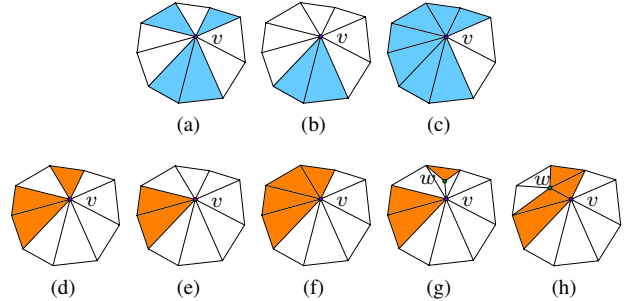 v v v
(a) (b) (c)
w w
v v v v v
(d) (e) (f) (g) (h)